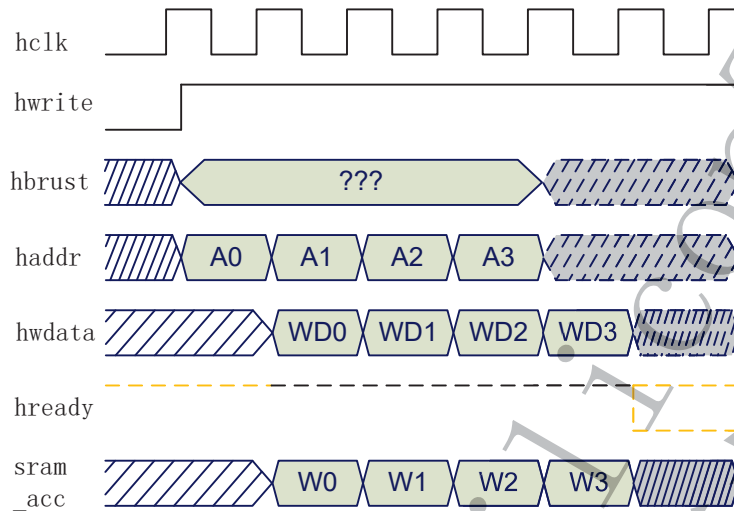 hclk
hwrite
hbrust ???
haddr A0 A1 A2 A3
hwdata WD0 WD1 WD2 WD3
hready
sram
_acc W0 W1 W2 W3